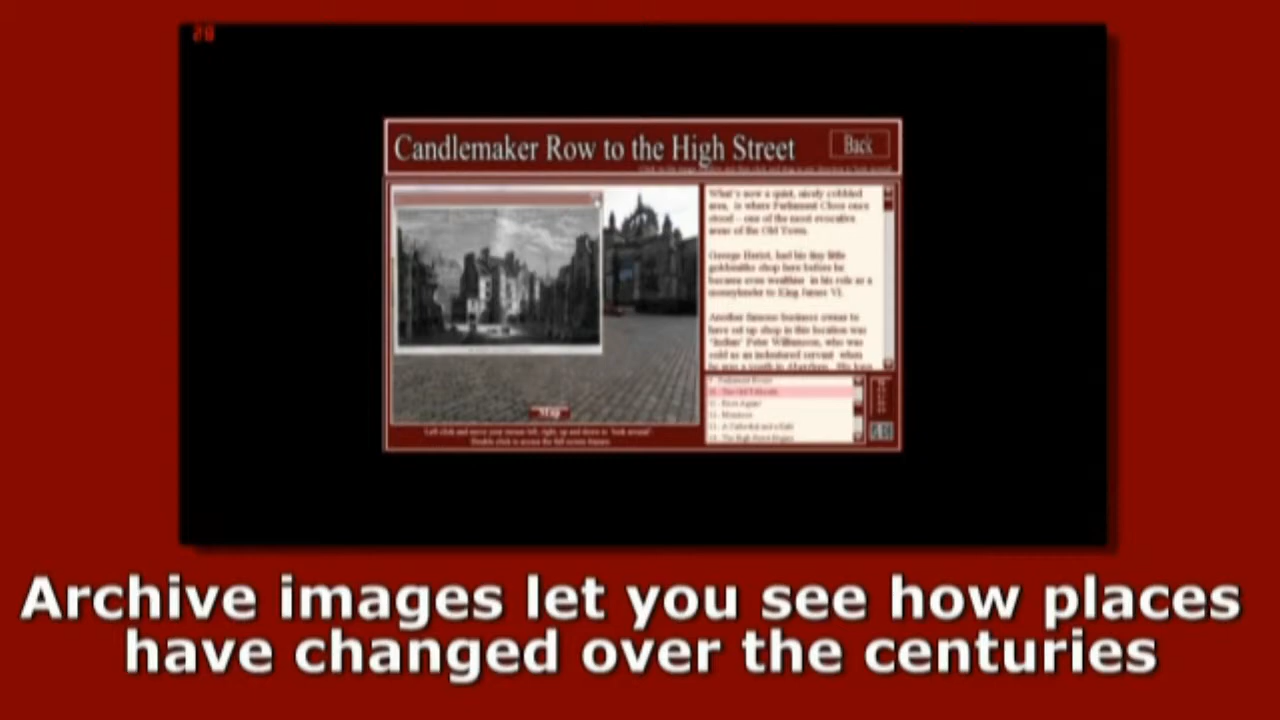 28
Candlemaker Row to the High Street
Back
What's now a quiet, nicely cobbled
area, is where Parliament Close once
stood - one of the most evocative
areas of the Old Town.
George Heriot, had his tiny little
goldsmiths shop here before he
became even wealthier in his role as a
moneylender to King James VI.
Another famous business owner to
have set up shop in this location was
'Indian' Peter Williamson, who was
sold as an indentured servant when
he was a youth in Aberdeen. His
Map
Left click and move your mouse left, right, up and down to 'look around'.
Double click to access the full screen feature
13 - A Cathedral and a Kirk
Archive images let you see how places
have changed over the centuries